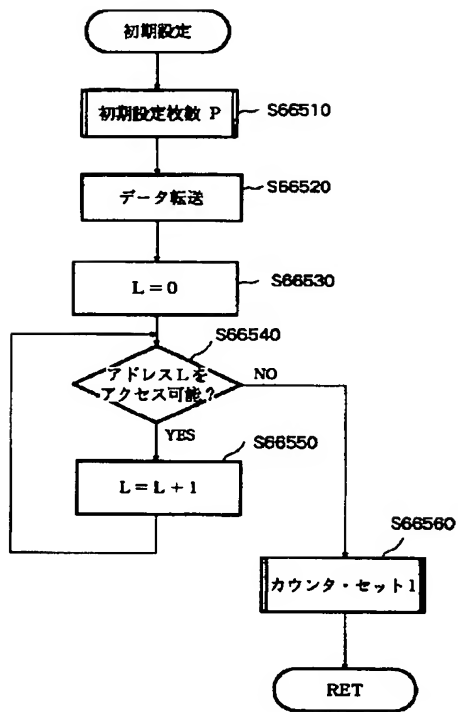 初期設定
初期設定枚数 P
S66510
データ転送
S66520
L=0
S66530
S66540
アドレスLを
アクセス可能?
NO
YES
S66550
L=L+1
S66560
カウンタ・セット1
RET